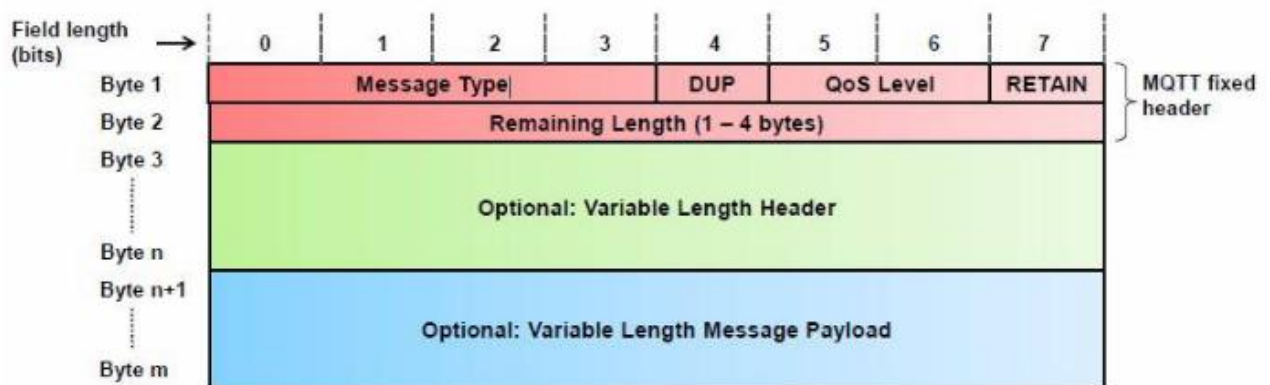 Field length
(bits)
0 1 2 3 4 5 6 7
Byte 1 Message Type DUP QoS Level RETAIN
MQTT fixed
header
Byte 2 Remaining Length (1 – 4 bytes)
Byte 3
Optional: Variable Length Header
Byte n
Byte n+1
Optional: Variable Length Message Payload
Byte m